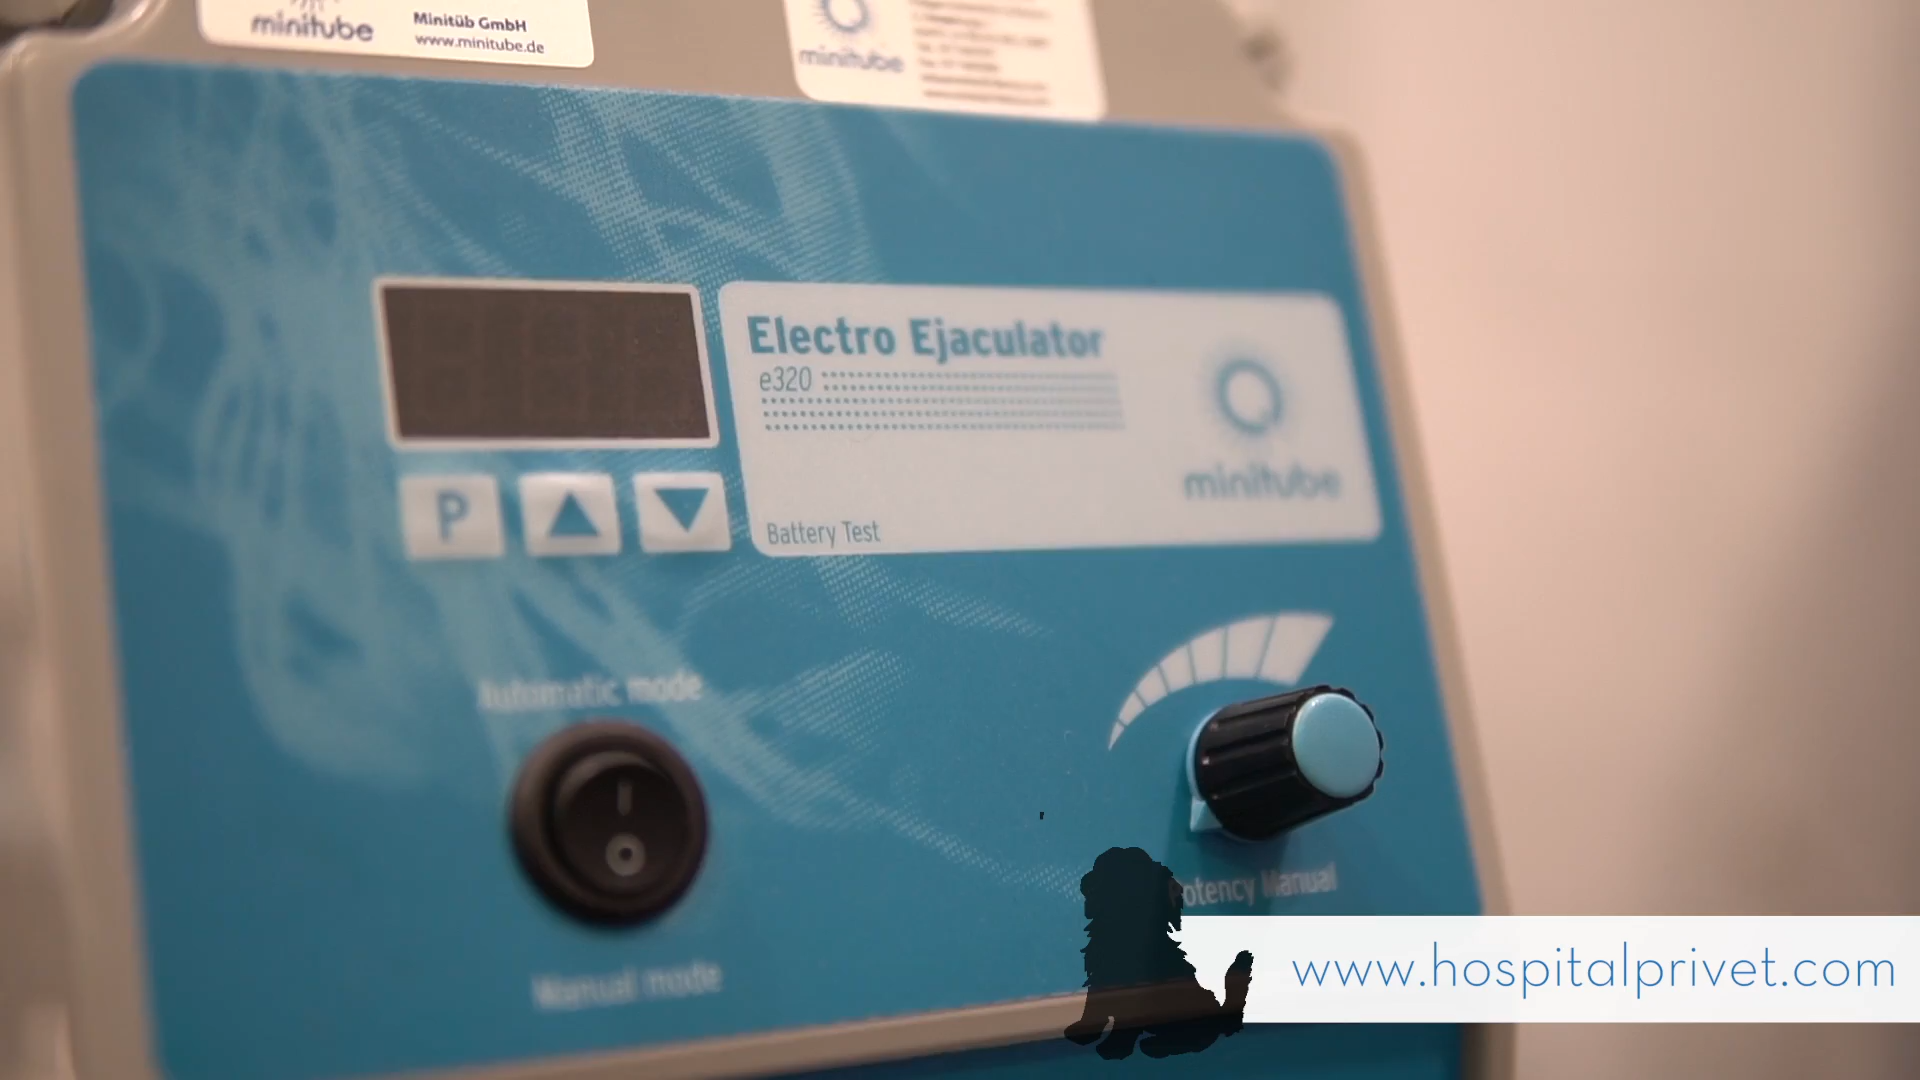 minitube
Minitüb GmbH
www.minitube.de
minitube
Electro Ejaculator
e320
minitube
P
Battery Test
Automatic mode
Potency Manual
Manual mode
www.hospitalprivet.com